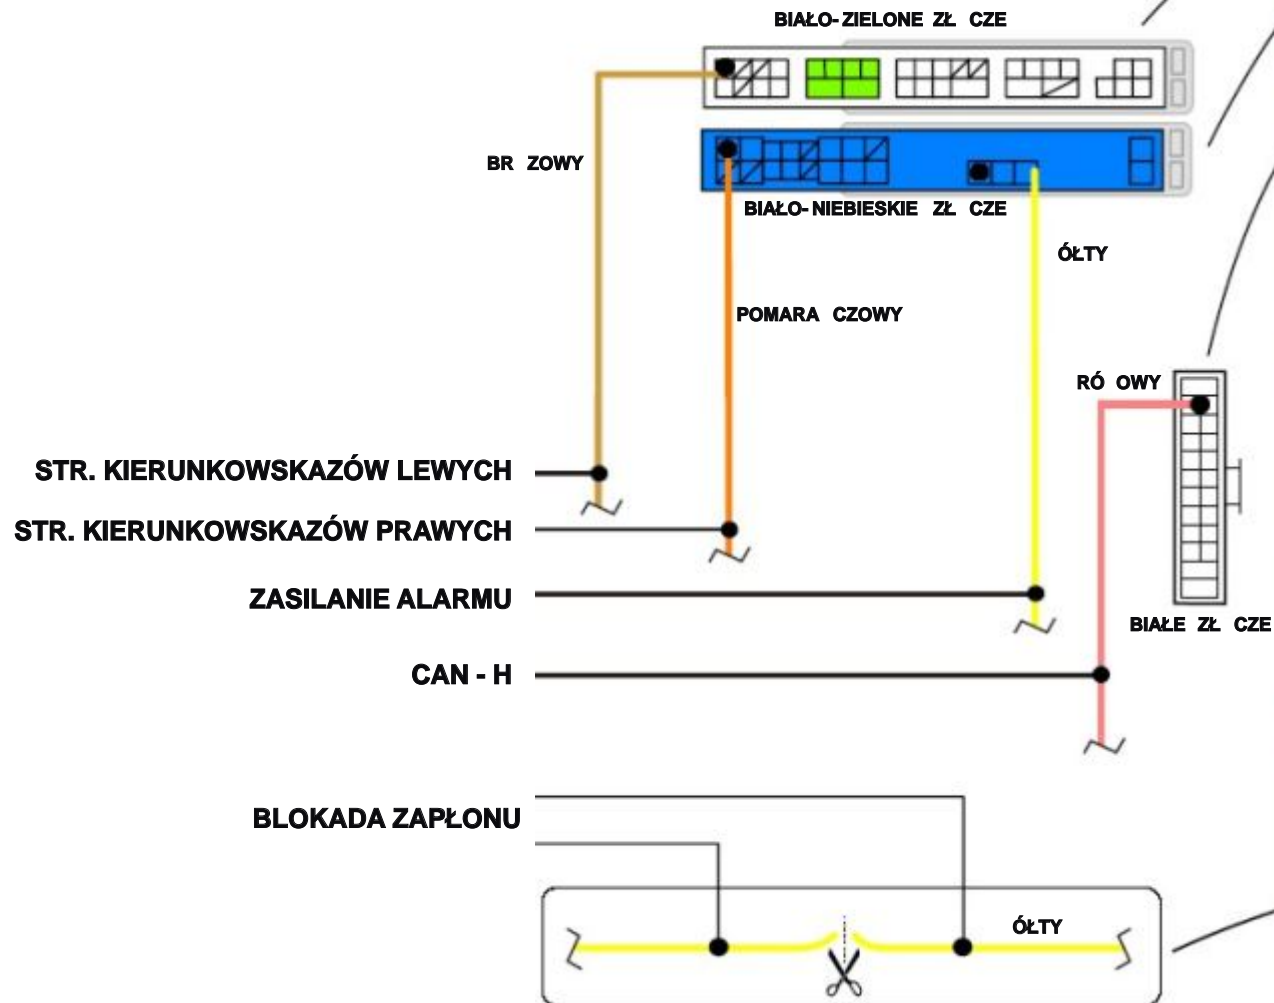 BIAŁO-ZIELONE ZŁ CZE
BR ZOWY
BIAŁO-NIEBIESKIE ZŁ CZE
ÓŁTY
POMARA CZOWY
RÓ OWY
STR. KIERUNKOWSKAZÓW LEWYCH
STR. KIERUNKOWSKAZÓW PRAWYCH
ZASILANIE ALARMU
BIAŁE ZŁ CZE
CAN - H
BLOKADA ZAPŁONU
ÓŁTY